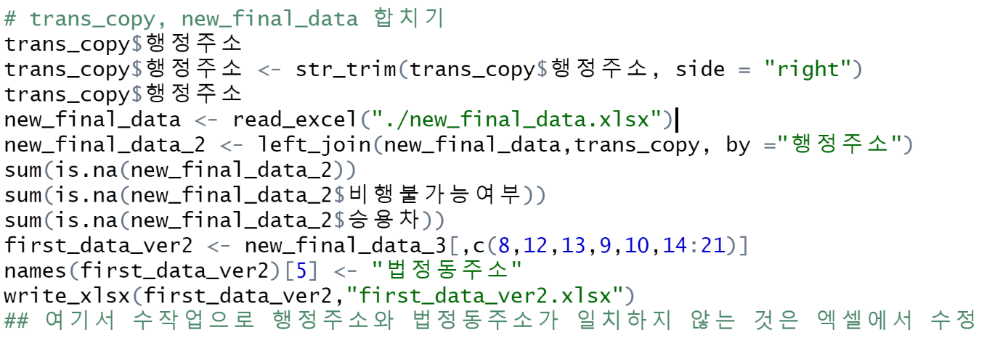 # trans_copy, new_final_data 합치기
trans_copy$행정주소
trans_copy$행정주소 <- str_trim(trans_copy$행정주소, side = "right")
trans_copy$행정주소
new_final_data <- read_excel("./new_final_data.xlsx")
new_final_data_2 <- left_join(new_final_data,trans_copy, by ="행정주소")
sum(is.na(new_final_data_2))
sum(is.na(new_final_data_2$비행불가능여부))
sum(is.na(new_final_data_2$승용차))
first_data_ver2 <- new_final_data_3[,c(8,12,13,9,10,14:21)]
names(first_data_ver2)[5] <- "법정동주소"
write_xlsx(first_data_ver2,"first_data_ver2.xlsx")
## 여기서 수작업으로 행정주소와 법정동주소가 일치하지 않는 것은 엑셀에서 수정